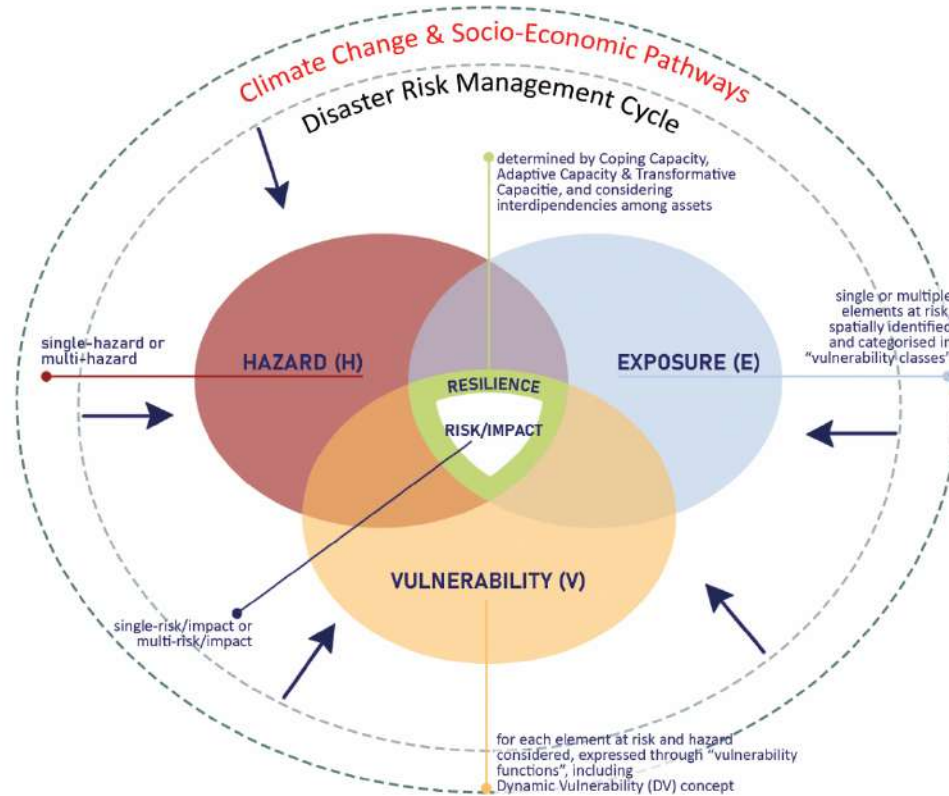 Climate Change & Socio-Economic Pathways
Disaster Risk Management Cycle
determined by Coping Capacity,
Adaptive Capacity & Transformative
Capacitie, and considering
interdependencies among assets
single-hazard or
multi-hazard
HAZARD (H)
EXPOSURE (E)
single or multiple
elements at risk,
spatially identified
and categorised in
“vulnerability classes”
RESILIENCE
RISK/IMPACT
VULNERABILITY (V)
single-risk/impact or
multi-risk/impact
for each element at risk and hazard
considered, expressed through “vulnerability
functions”, including
Dynamic Vulnerability (DV) concept